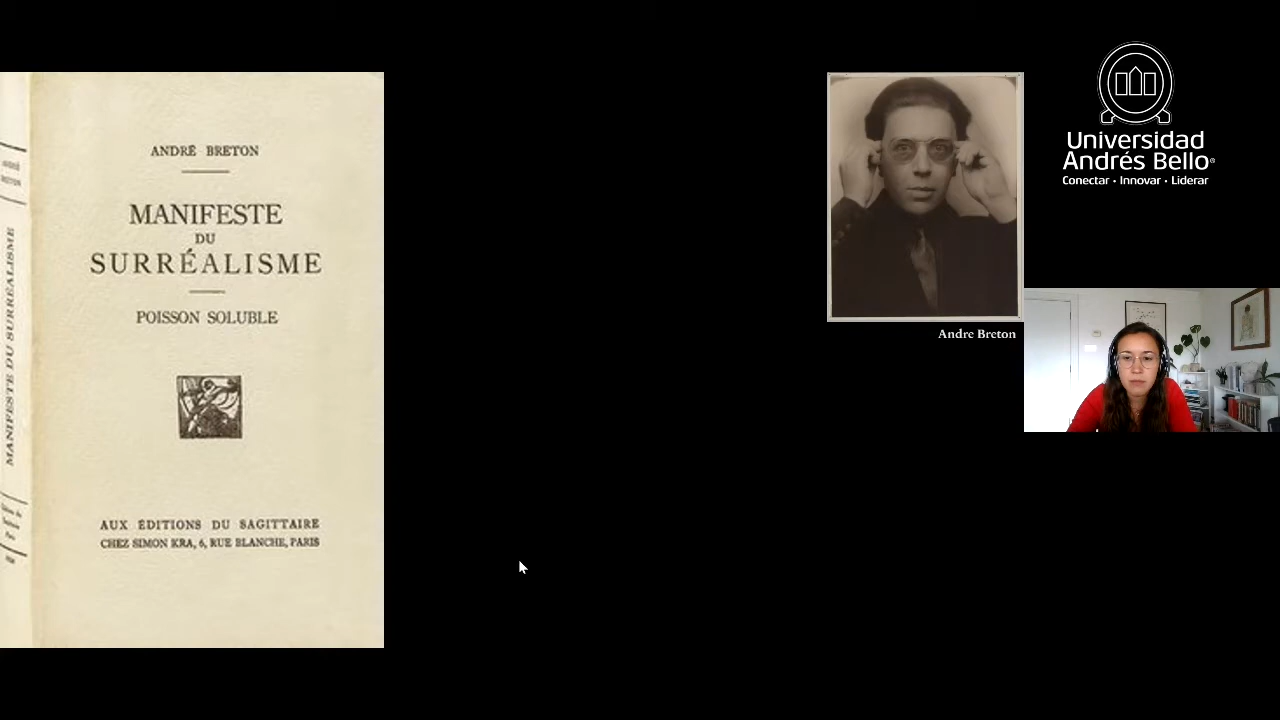 ANDRÉ BRETON
MANIFESTE
DU
SURRÉALISME
POISSON SOLUBLE
AUX ÉDITIONS DU SAGITTAIRE
CHEZ SIMON KRA, 6, RUE BLANCHE, PARIS
MANIFESTE DU SURRÉALISME
Andre Breton
Universidad
Andrés Bello®
Conectar • Innovar • Liderar